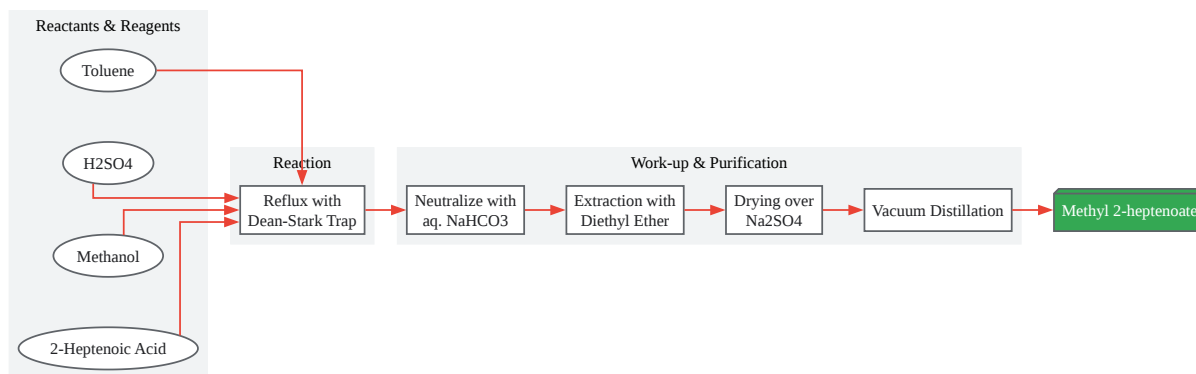 Reactants & Reagents
Toluene
H2SO4
Methanol
2-Heptenoic Acid
Reaction
Reflux with
Dean-Stark Trap
Work-up & Purification
Neutralize with
aq. NaHCO3
Extraction with
Diethyl Ether
Drying over
Na2SO4
Vacuum Distillation
Methyl 2-heptenoate